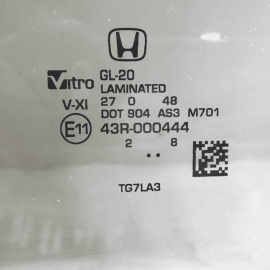 Vitro GL-20
LAMINATED
V-XI 27 0 48
DOT 904 AS3 M701
E11 43R-000444
2 8
TG7LA3